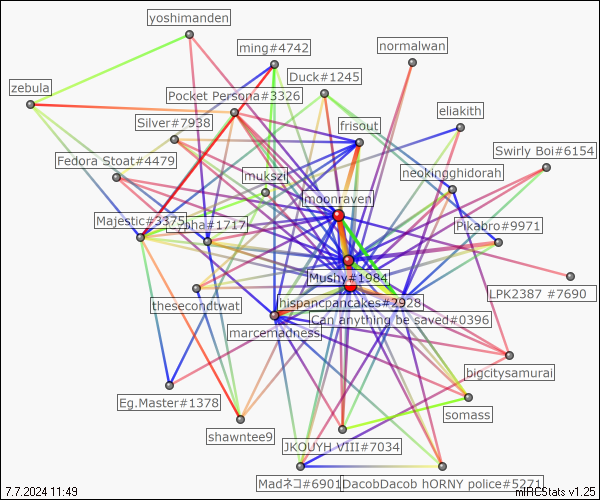 yoshimanden
ming#4742
normalwan
Duck#1245
zebula
Pocket Persona#3326
eliakith
Silver#7938
frisout
Swirly Boi#6154
Fedora Stoat#4479
mukszi
neokingghidorah
moonraven
Majestic#3375
#1717
Pikabro#9971
Mushy#1984
LPK2387 #7690
thesecondtwat
hispancpancakes#2928
Can anything be saved#0396
marcemadness
bigcitysamurai
Eg.Master#1378
somass
shawntee9
JKOUYH VIII#7034
Madネコ#6901
DacobDacob hORNY police#5271
7.7.2024 11:49
mIRCStats v1.25